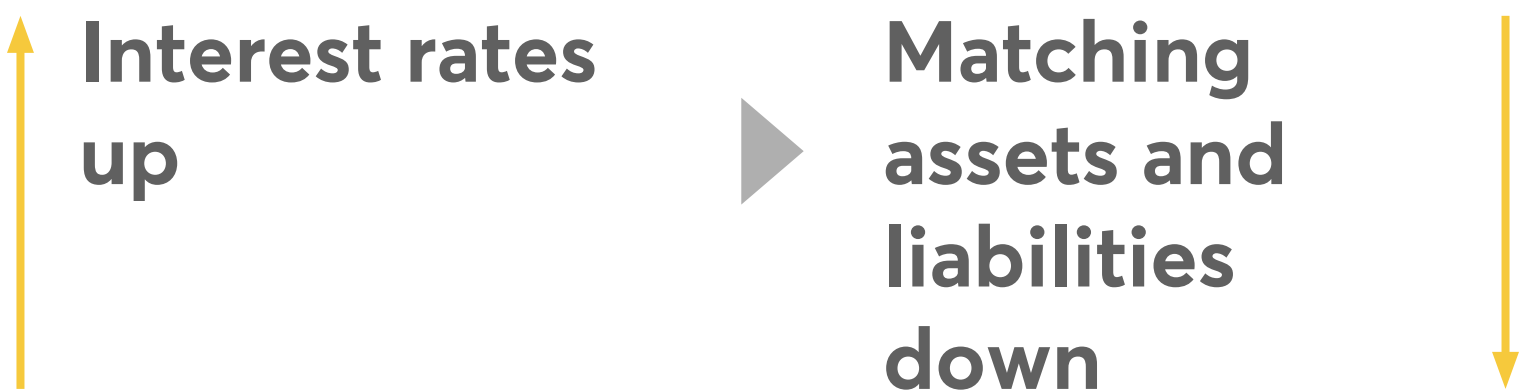 Interest rates
up
Matching
assets and
liabilities
down